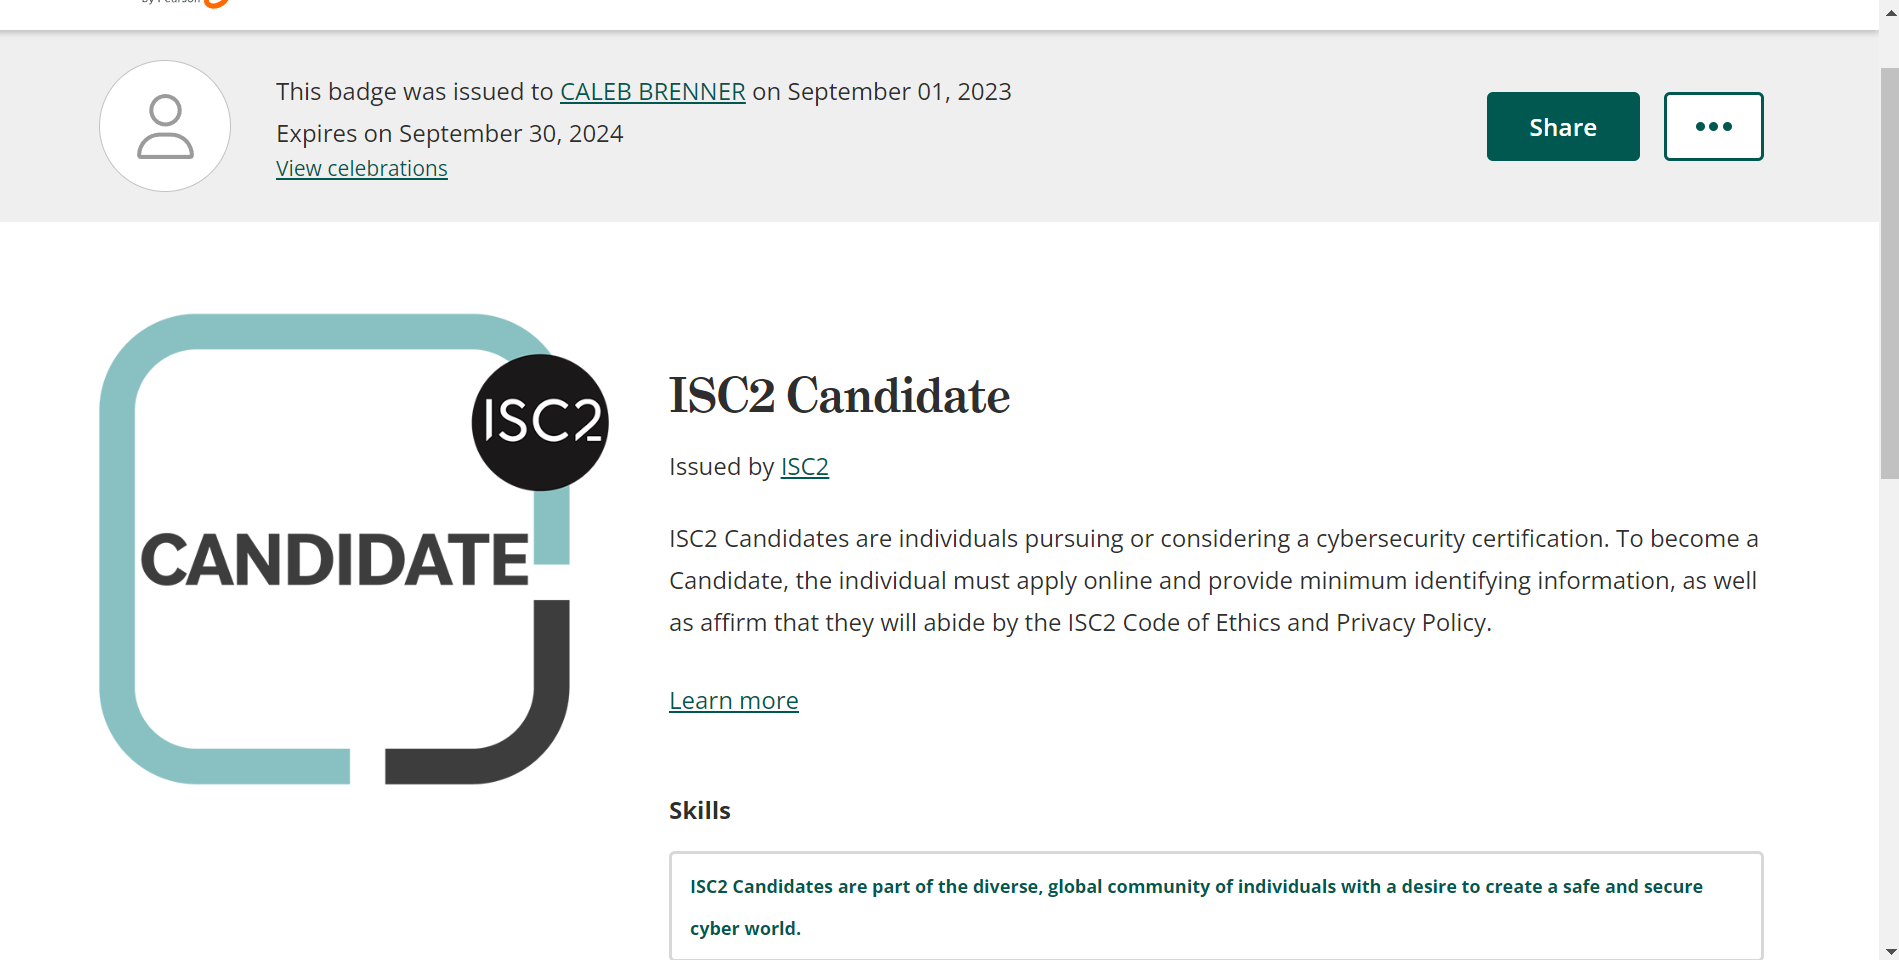 by Pearson
This badge was issued to CALEB BRENNER on September 01, 2023
Expires on September 30, 2024
View celebrations
Share
•••
ISC2
CANDIDATE
ISC2 Candidate
Issued by ISC2
ISC2 Candidates are individuals pursuing or considering a cybersecurity certification. To become a
Candidate, the individual must apply online and provide minimum identifying information, as well
as affirm that they will abide by the ISC2 Code of Ethics and Privacy Policy.
Learn more
Skills
ISC2 Candidates are part of the diverse, global community of individuals with a desire to create a safe and secure
cyber world.